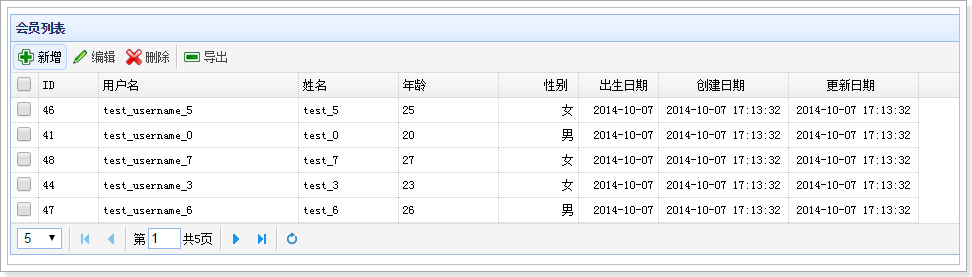 会员列表
新增 编辑 删除 导出
ID 用户名 姓名 年龄 性别 出生日期 创建日期 更新日期
46 test_username_5 test_5 25 女 2014-10-07 2014-10-07 17:13:32 2014-10-07 17:13:32
41 test_username_0 test_0 20 男 2014-10-07 2014-10-07 17:13:32 2014-10-07 17:13:32
48 test_username_7 test_7 27 女 2014-10-07 2014-10-07 17:13:32 2014-10-07 17:13:32
44 test_username_3 test_3 23 女 2014-10-07 2014-10-07 17:13:32 2014-10-07 17:13:32
47 test_username_6 test_6 26 男 2014-10-07 2014-10-07 17:13:32 2014-10-07 17:13:32
5 第 1 共5页